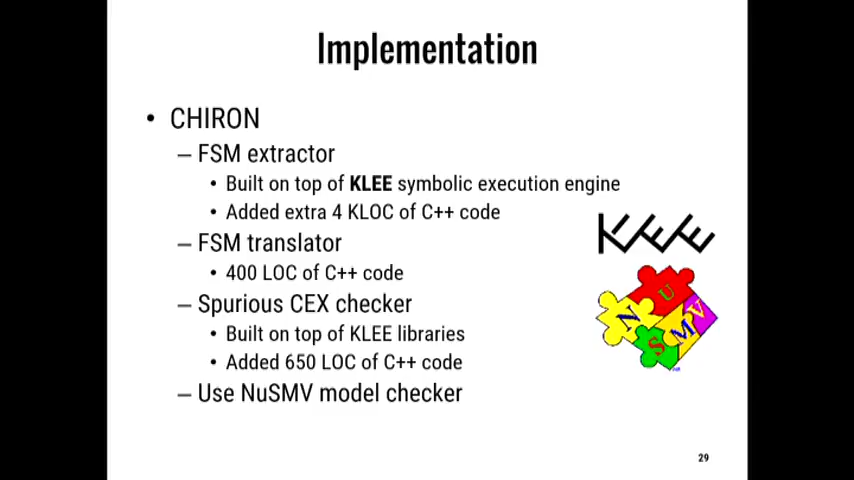 Implementation
• CHIRON
– FSM extractor
• Built on top of KLEE symbolic execution engine
• Added extra 4 KLOC of C++ code
KLEE
– FSM translator
• 400 LOC of C++ code
– Spurious CEX checker
• Built on top of KLEE libraries
• Added 650 LOC of C++ code
– Use NuSMV model checker
N U S M V
29